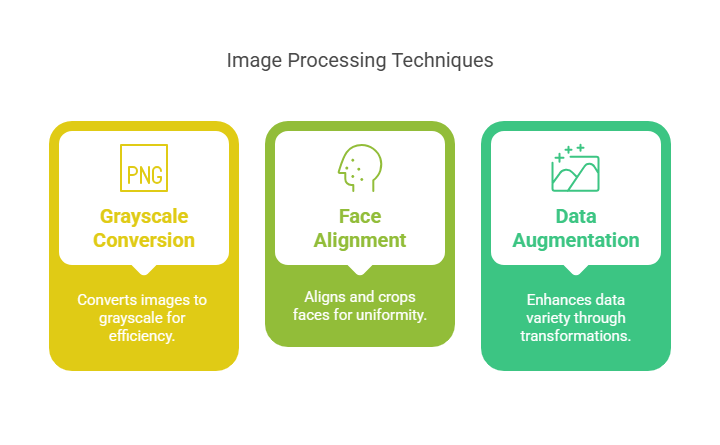 Image Processing Techniques
PNG
Grayscale
Conversion
Converts images to
grayscale for
efficiency.
Face
Alignment
Aligns and crops
faces for uniformity.
Data
Augmentation
Enhances data
variety through
transformations.